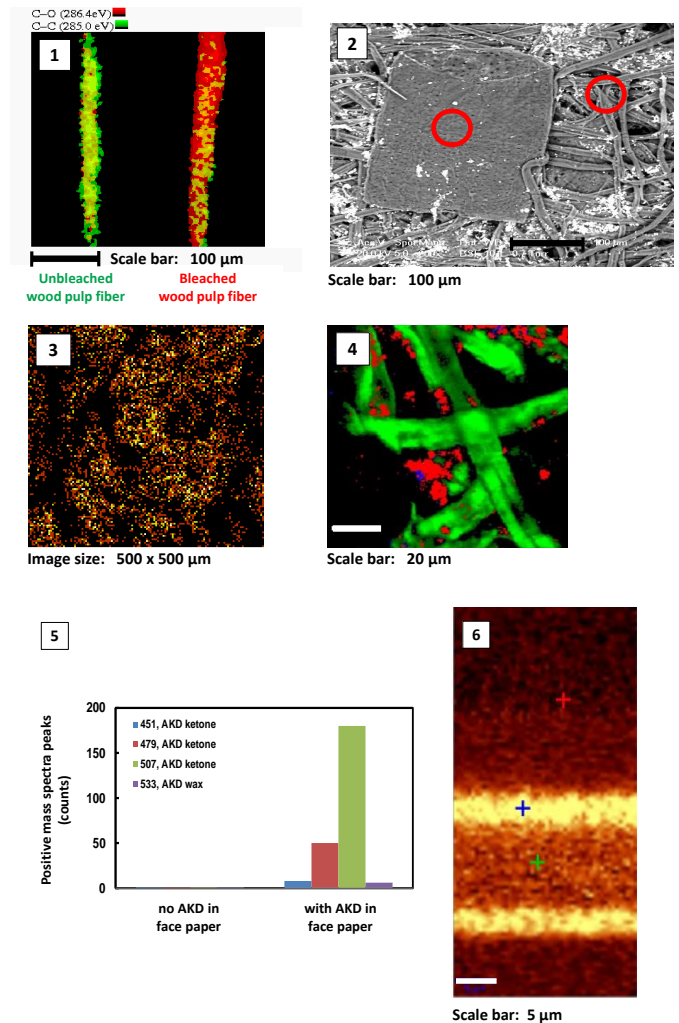 C–O (286.4eV)
C–C (285.0 eV)
1
Scale bar: 100 µm
Unbleached
wood pulp fiber
Bleached
wood pulp fiber
2
100 µm
Scale bar: 100 µm
3
Image size: 500 x 500 µm
4
Scale bar: 20 µm
5
Positive mass spectra peaks
(counts)
200
150
100
50
0
451, AKD ketone
479, AKD ketone
507, AKD ketone
533, AKD wax
no AKD in
face paper
with AKD in
face paper
6
Scale bar: 5 µm